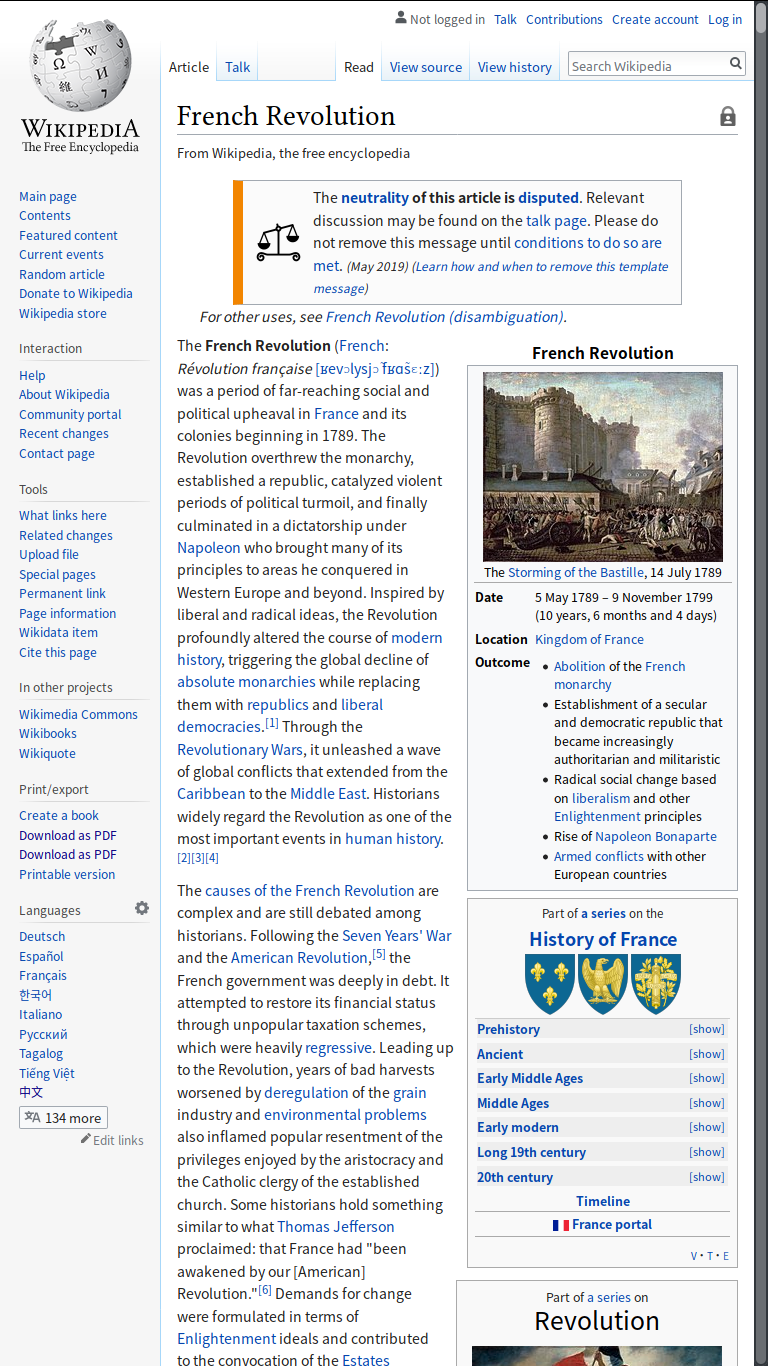 Not logged in Talk Contributions Create account Log in
Article Talk Read View source View history Search Wikipedia
WIKIPEDIA
The Free Encyclopedia
Main page
Contents
Featured content
Current events
Random article
Donate to Wikipedia
Wikipedia store
Interaction
Help
About Wikipedia
Community portal
Recent changes
Contact page
Tools
What links here
Related changes
Upload file
Special pages
Permanent link
Page information
Wikidata item
Cite this page
In other projects
Wikimedia Commons
Wikibooks
Wikiquote
Print/export
Create a book
Download as PDF
Download as PDF
Printable version
Languages
Deutsch
Español
Français
한국어
Italiano
Русский
Tagalog
Tiếng Việt
中文
134 more
Edit links
French Revolution
From Wikipedia, the free encyclopedia
The neutrality of this article is disputed. Relevant
discussion may be found on the talk page. Please do
not remove this message until conditions to do so are
met. (May 2019) (Learn how and when to remove this template
message)
For other uses, see French Revolution (disambiguation).
The French Revolution (French:
Révolution française
was a period of far-reaching social and
political upheaval in France and its
colonies beginning in 1789. The
Revolution overthrew the monarchy,
established a republic, catalyzed violent
periods of political turmoil, and finally
culminated in a dictatorship under
Napoleon who brought many of its
principles to areas he conquered in
Western Europe and beyond. Inspired by
liberal and radical ideas, the Revolution
profoundly altered the course of modern
history, triggering the global decline of
absolute monarchies while replacing
them with republics and liberal
democracies.[1] Through the
Revolutionary Wars, it unleashed a wave
of global conflicts that extended from the
Caribbean to the Middle East. Historians
widely regard the Revolution as one of the
most important events in human history.
[2][3][4]
The causes of the French Revolution are
complex and are still debated among
historians. Following the Seven Years' War
and the American Revolution,[5] the
French government was deeply in debt. It
attempted to restore its financial status
through unpopular taxation schemes,
which were heavily regressive. Leading up
to the Revolution, years of bad harvests
worsened by deregulation of the grain
industry and environmental problems
also inflamed popular resentment of the
privileges enjoyed by the aristocracy and
the Catholic clergy of the established
church. Some historians hold something
similar to what Thomas Jefferson
proclaimed: that France had "been
awakened by our [American]
Revolution."[6] Demands for change
were formulated in terms of
Enlightenment ideals and contributed
to the convocation of the Estates
French Revolution
The Storming of the Bastille, 14 July 1789
Date 5 May 1789 – 9 November 1799
(10 years, 6 months and 4 days)
Location Kingdom of France
Outcome • Abolition of the French
monarchy
• Establishment of a secular
and democratic republic that
became increasingly
authoritarian and militaristic
• Radical social change based
on liberalism and other
Enlightenment principles
• Rise of Napoleon Bonaparte
• Armed conflicts with other
European countries
Part of a series on the
History of France
Prehistory [show]
Ancient [show]
Early Middle Ages [show]
Middle Ages [show]
Early modern [show]
Long 19th century [show]
20th century [show]
Timeline
France portal
V · T · E
Part of a series on
Revolution